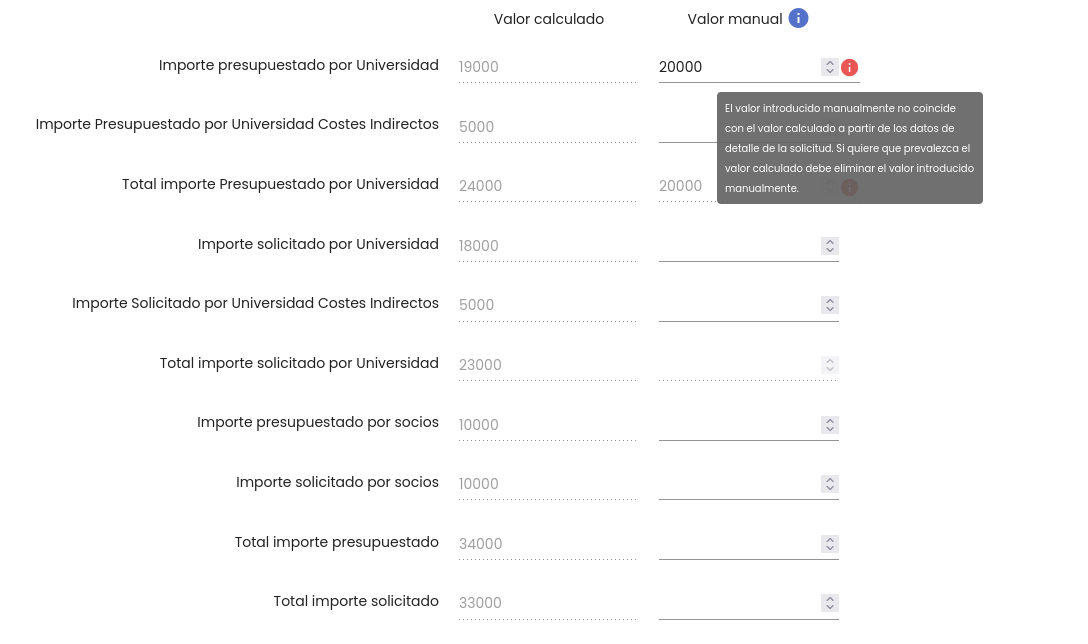 Valor calculado Valor manual
Importe presupuestado por Universidad 19000 20000
El valor introducido manualmente no coincide
con el valor calculado a partir de los datos de
detalle de la solicitud. Si quiere que prevalezca el
valor calculado debe eliminar el valor introducido
manualmente.
Importe Presupuestado por Universidad Costes Indirectos 5000
Total importe Presupuestado por Universidad 24000 20000
Importe solicitado por Universidad 18000
Importe Solicitado por Universidad Costes Indirectos 5000
Total importe solicitado por Universidad 23000
Importe presupuestado por socios 10000
Importe solicitado por socios 10000
Total importe presupuestado 34000
Total importe solicitado 33000